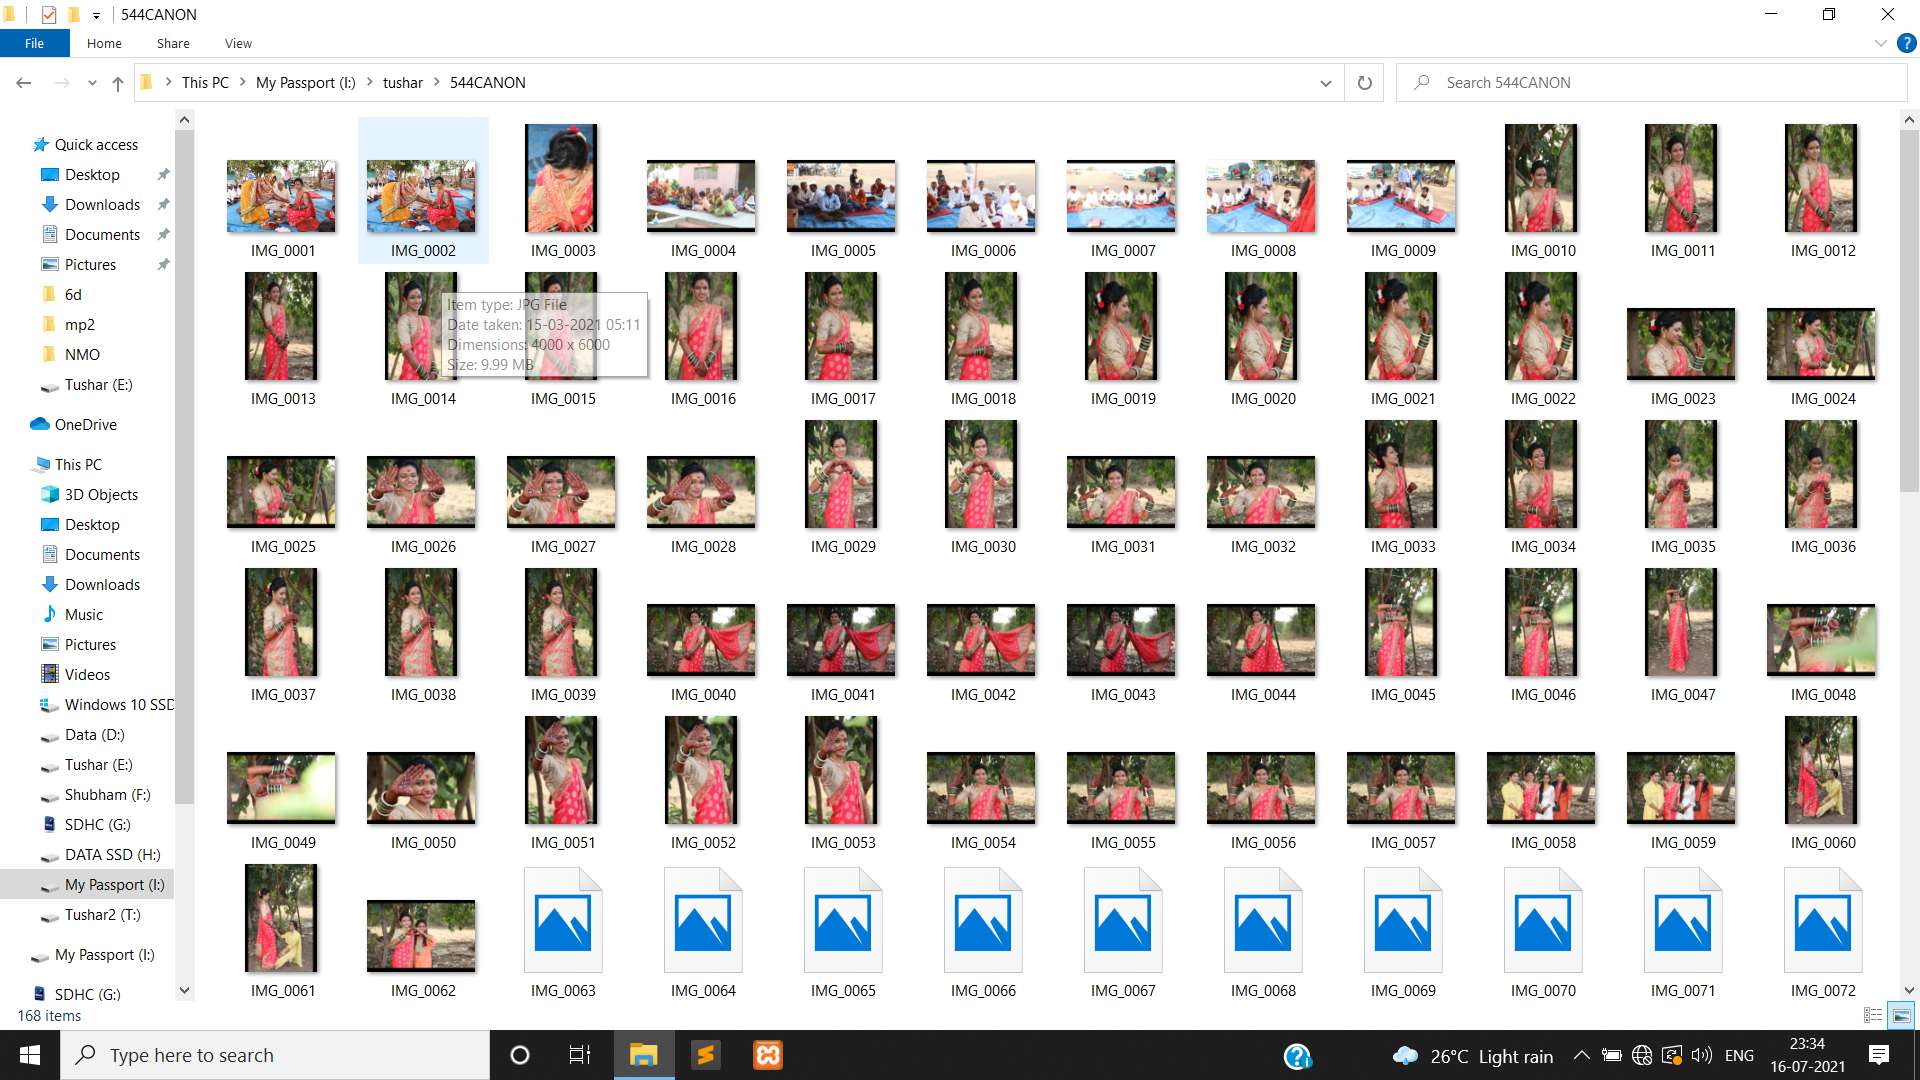 544CANON
File Home Share View
This PC My Passport (I:) tushar 544CANON
Search 544CANON
Quick access
Desktop
Downloads
Documents
Pictures
6d
mp2
NMO
Tushar (E:)
OneDrive
This PC
3D Objects
Desktop
Documents
Downloads
Music
Pictures
Videos
Windows 10 SSD
Data (D:)
Tushar (E:)
Shubham (F:)
SDHC (G:)
DATA SSD (H:)
My Passport (I:)
Tushar2 (T:)
My Passport (I:)
SDHC (G:)
IMG_0001 IMG_0002 IMG_0003 IMG_0004 IMG_0005 IMG_0006 IMG_0007 IMG_0008 IMG_0009 IMG_0010 IMG_0011 IMG_0012
Item type: JPG File
Date taken: 15-03-2021 05:11
Dimensions: 4000 x 6000
Size: 9.99 MB
IMG_0013 IMG_0014 IMG_0015 IMG_0016 IMG_0017 IMG_0018 IMG_0019 IMG_0020 IMG_0021 IMG_0022 IMG_0023 IMG_0024
IMG_0025 IMG_0026 IMG_0027 IMG_0028 IMG_0029 IMG_0030 IMG_0031 IMG_0032 IMG_0033 IMG_0034 IMG_0035 IMG_0036
IMG_0037 IMG_0038 IMG_0039 IMG_0040 IMG_0041 IMG_0042 IMG_0043 IMG_0044 IMG_0045 IMG_0046 IMG_0047 IMG_0048
IMG_0049 IMG_0050 IMG_0051 IMG_0052 IMG_0053 IMG_0054 IMG_0055 IMG_0056 IMG_0057 IMG_0058 IMG_0059 IMG_0060
IMG_0061 IMG_0062 IMG_0063 IMG_0064 IMG_0065 IMG_0066 IMG_0067 IMG_0068 IMG_0069 IMG_0070 IMG_0071 IMG_0072
168 items
Type here to search
26°C Light rain
ENG
23:34
16-07-2021